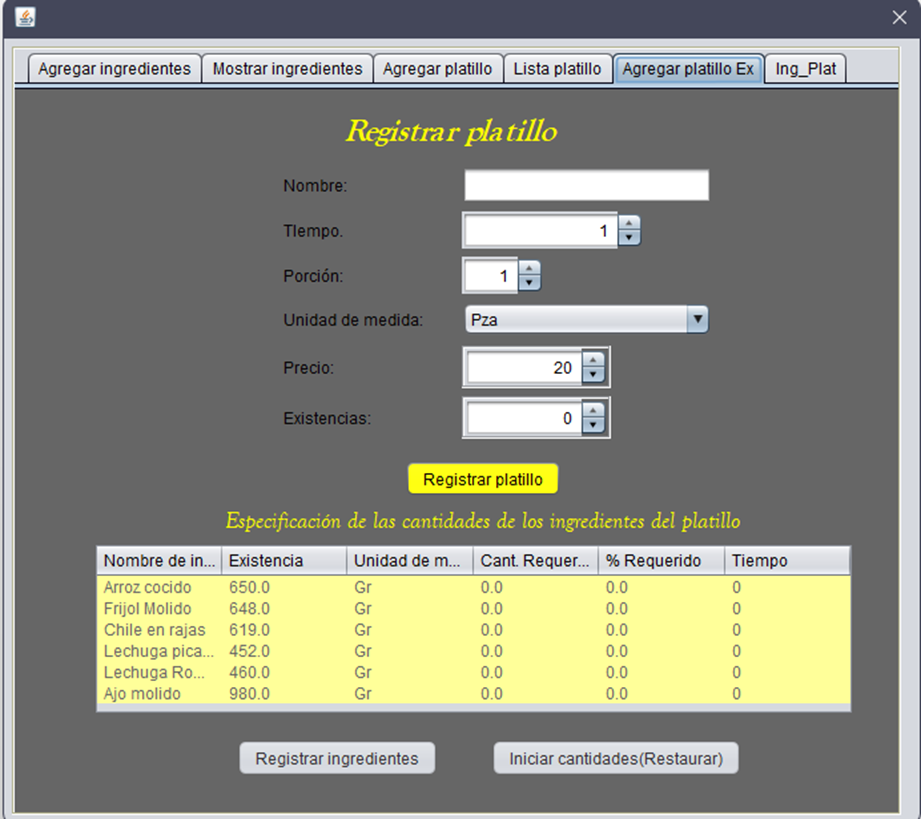 Agregar ingredientes Mostrar ingredientes Agregar platillo Lista platillo Agregar platillo Ex Ing_Plat
Registrar platillo
Nombre:
TIempo. 1
Porción: 1
Unidad de medida: Pza
Precio: 20
Existencias: 0
Registrar platillo
Especificación de las cantidades de los ingredientes del platillo
Nombre de in... Existencia Unidad de m... Cant. Requer... % Requerido Tiempo
Arroz cocido 650.0 Gr 0.0 0.0 0
Frijol Molido 648.0 Gr 0.0 0.0 0
Chile en rajas 619.0 Gr 0.0 0.0 0
Lechuga pica... 452.0 Gr 0.0 0.0 0
Lechuga Ro... 460.0 Gr 0.0 0.0 0
Ajo molido 980.0 Gr 0.0 0.0 0
Registrar ingredientes Iniciar cantidades(Restaurar)